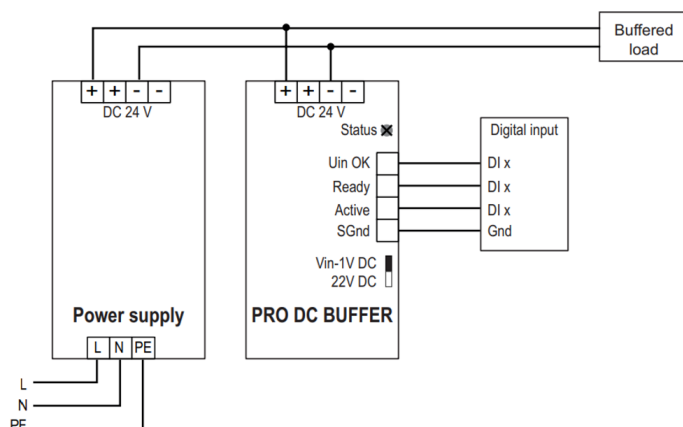 Buffered
load
+ + - -
DC 24 V
+ + - -
DC 24 V
Status
Digital input
Uin OK
DI x
Ready
DI x
Active
DI x
SGnd
Gnd
Vin-1V DC
22V DC
Power supply
PRO DC BUFFER
L N PE
L
N
PE